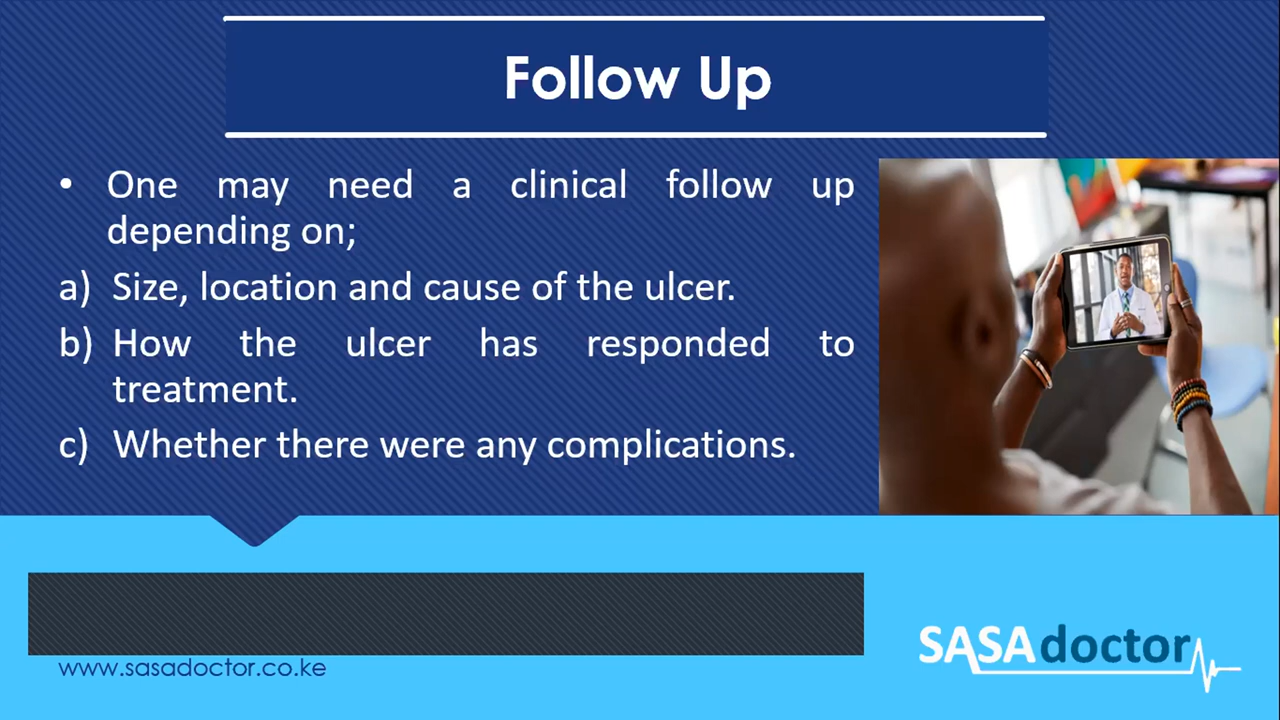 Follow Up
• One may need a clinical follow up
depending on;
a) Size, location and cause of the ulcer.
b) How the ulcer has responded to
treatment.
c) Whether there were any complications.
www.sasadoctor.co.ke
SASAdoctor